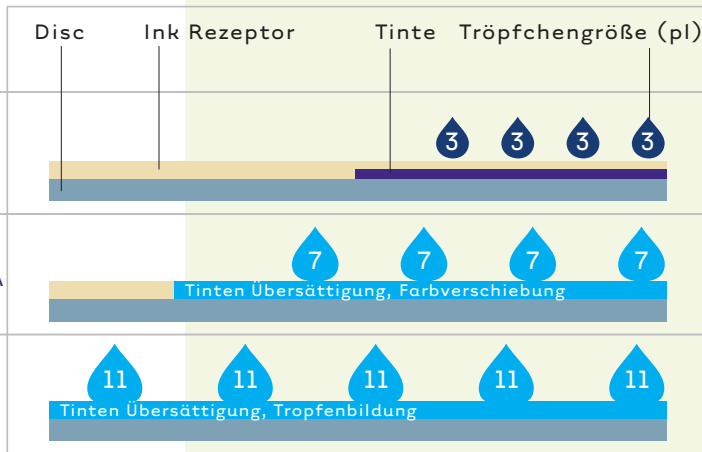 Disc Ink Rezeptor Tinte Tröpfchengröße (pl)
3 3 3 3
7 7 7 7
Tinten Übersättigung, Farbverschiebung
11 11 11 11 11
Tinten Übersättigung, Tropfenbildung